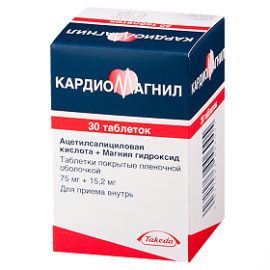 КАРДИОМАГНИЛ
30 таблеток
Ацетилсалициловая
кислота + Магния гидроксид
Таблетки покрытые пленочной
оболочкой
75 мг + 15,2 мг
Для приема внутрь
Takeda